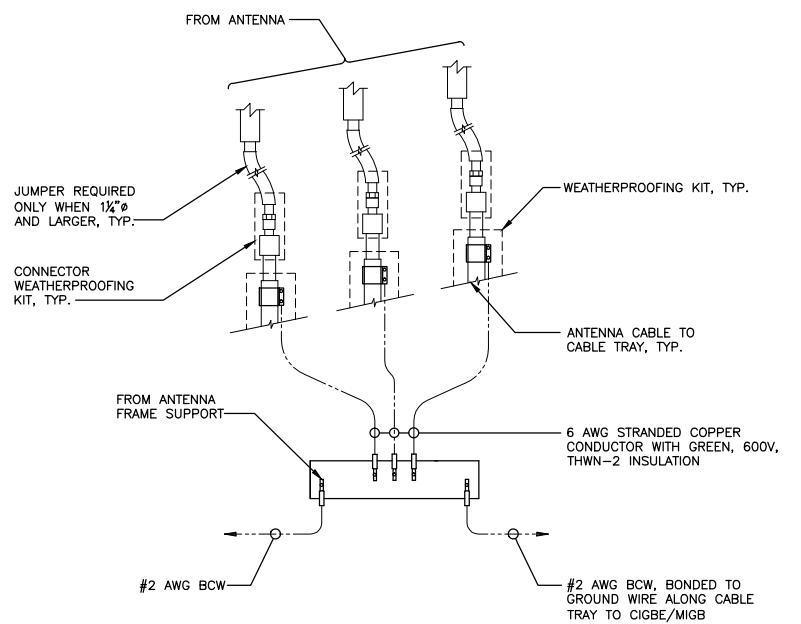 FROM ANTENNA
JUMPER REQUIRED
ONLY WHEN 1¼"ø
AND LARGER, TYP.
WEATHERPROOFING KIT, TYP.
CONNECTOR
WEATHERPROOFING
KIT, TYP.
ANTENNA CABLE TO
CABLE TRAY, TYP.
FROM ANTENNA
FRAME SUPPORT
6 AWG STRANDED COPPER
CONDUCTOR WITH GREEN, 600V,
THWN-2 INSULATION
#2 AWG BCW
#2 AWG BCW, BONDED TO
GROUND WIRE ALONG CABLE
TRAY TO CIGBE/MIGB